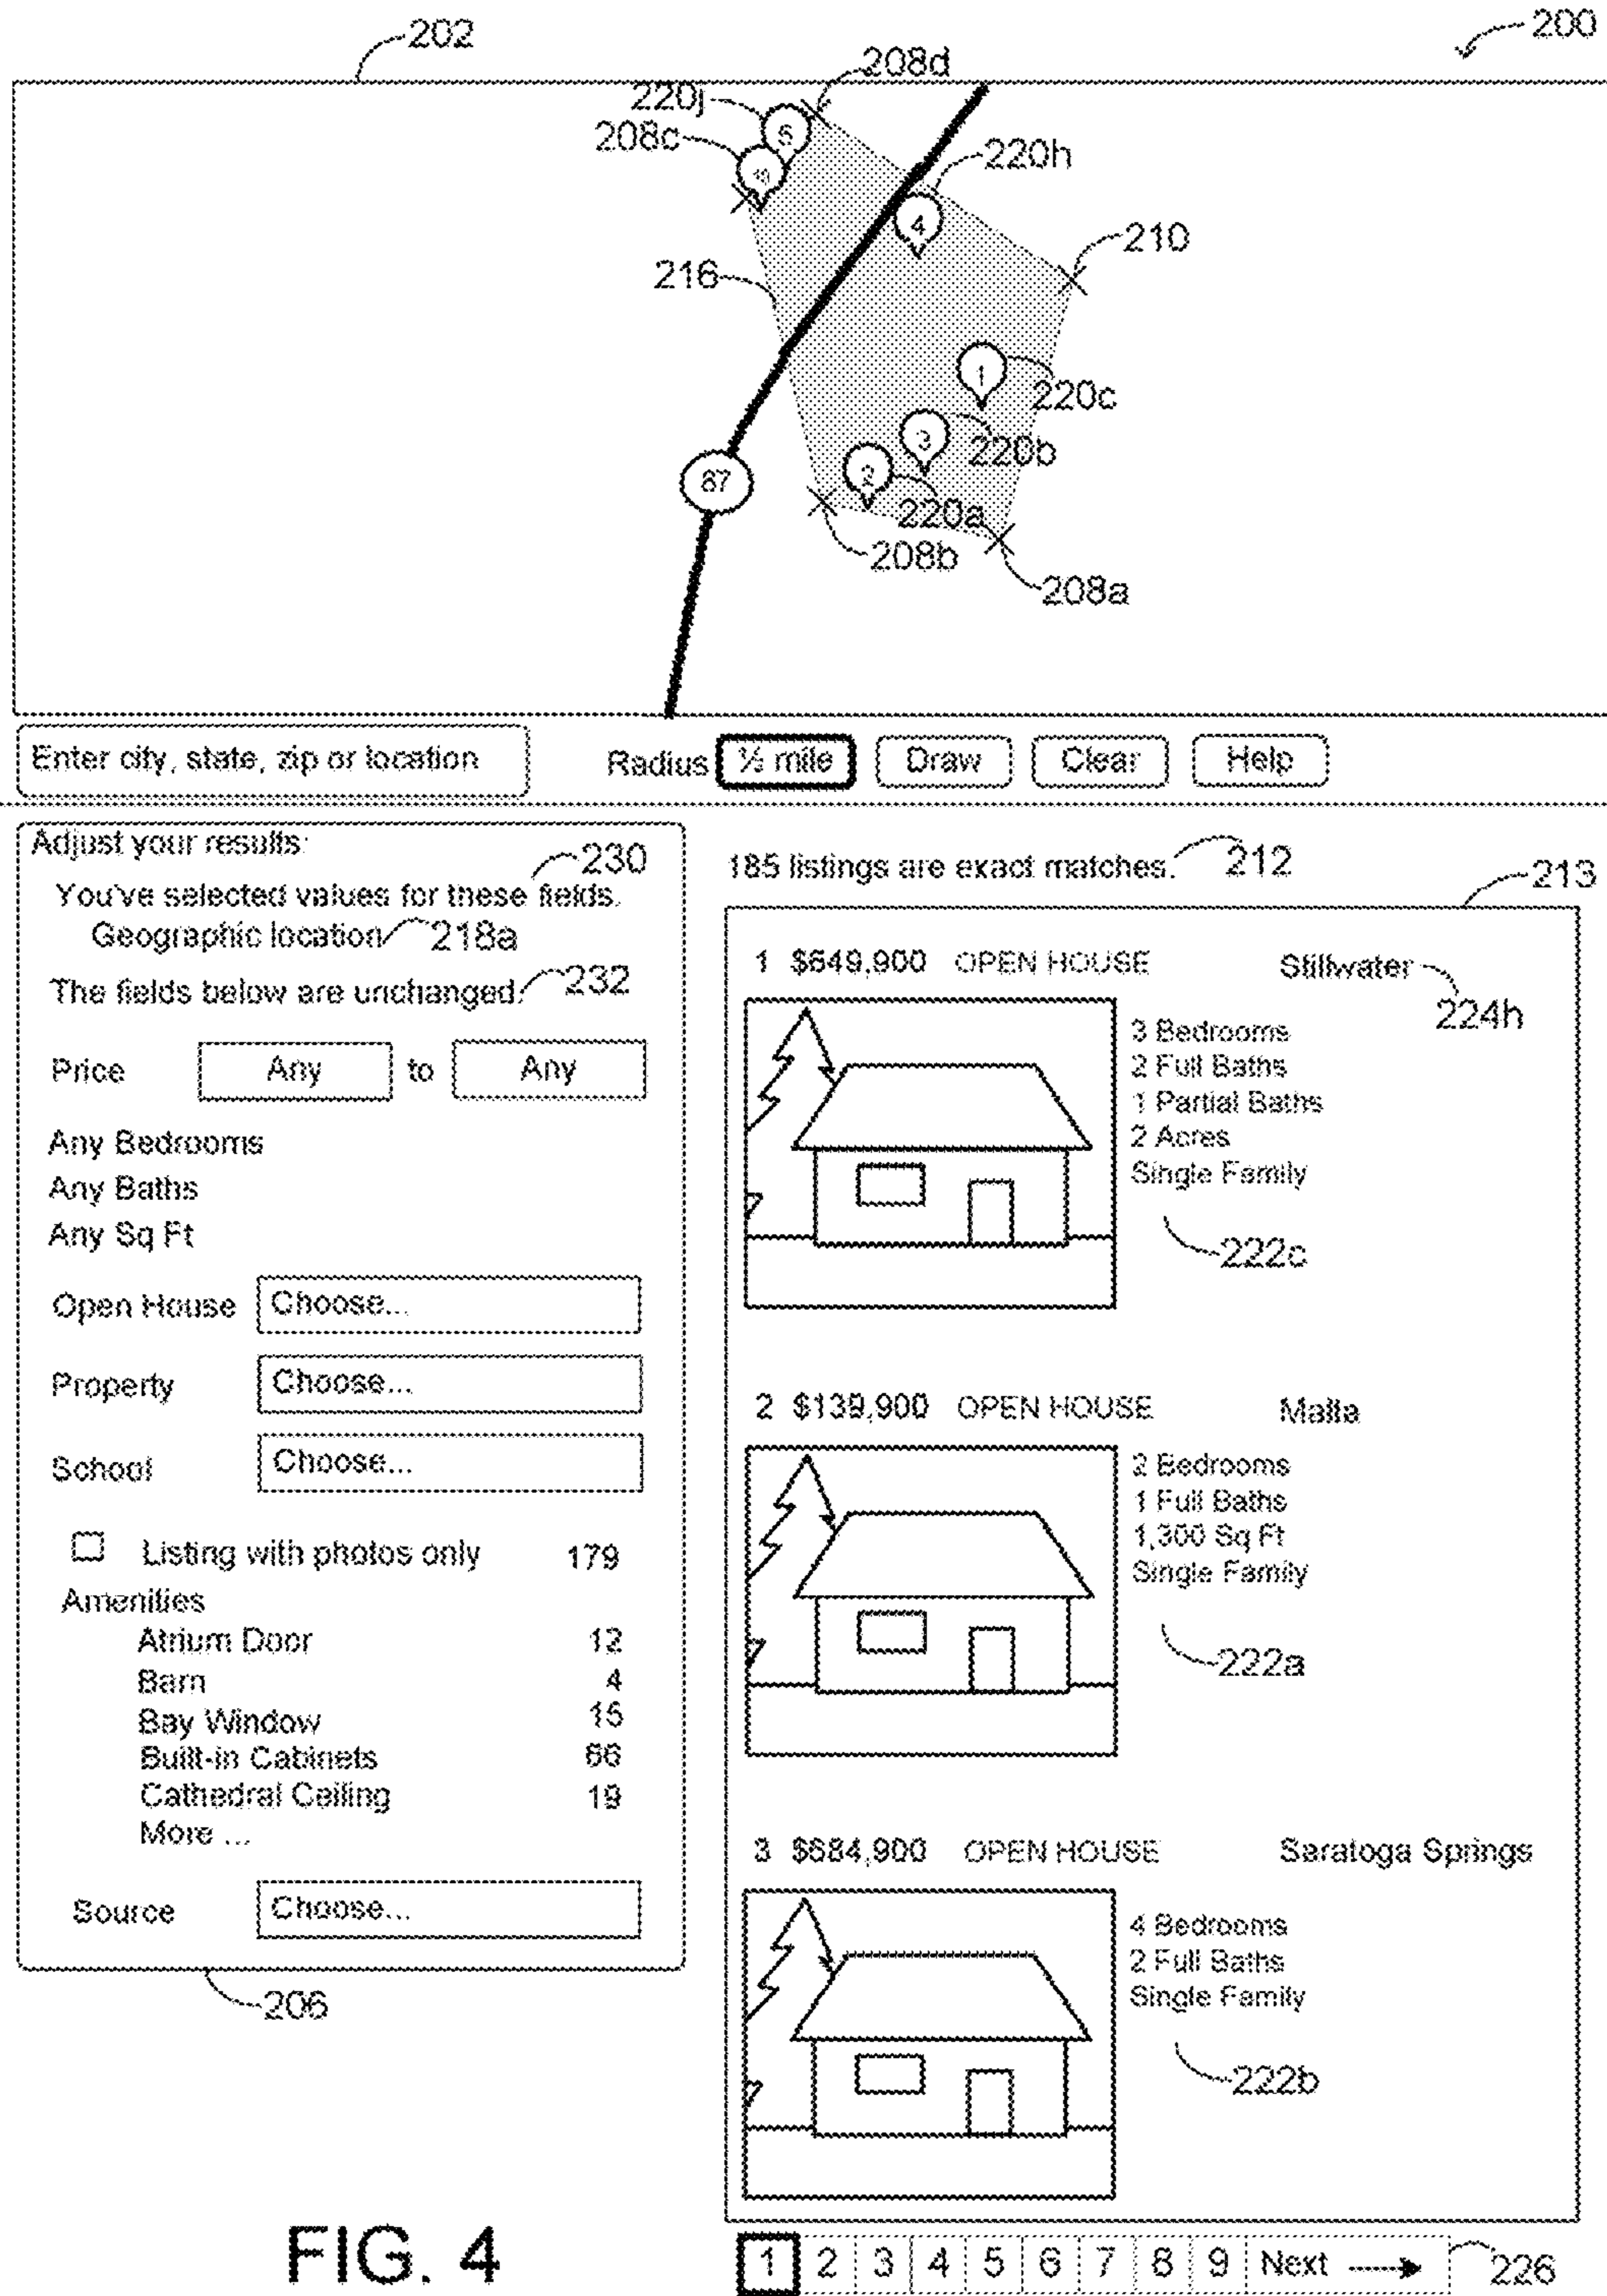 202
200
208d
220j
208c
5
10
220h
4
210
216
1
220c
3
220b
2
87
220a
208b
208a
Enter city, state, zip or location Radius ½ mile Draw Clear Help
Adjust your results:
230
You've selected values for these fields.
Geographic location 218a
The fields below are unchanged. 232
Price Any to Any
Any Bedrooms
Any Baths
Any Sq Ft
Open House Choose...
Property Choose...
School Choose...
Listing with photos only 179
Amenities
Atrium Door 12
Barn 4
Bay Window 15
Built-in Cabinets 66
Cathedral Ceiling 19
More ...
Source Choose...
206
185 listings are exact matches. 212
213
1 $649,900 OPEN HOUSE Stillwater
224h
3 Bedrooms
2 Full Baths
1 Partial Baths
2 Acres
Single Family
222c
2 $139,900 OPEN HOUSE Malla
2 Bedrooms
1 Full Baths
1,300 Sq Ft
Single Family
222a
3 $684,900 OPEN HOUSE Saratoga Springs
4 Bedrooms
2 Full Baths
Single Family
222b
FIG. 4
1 2 3 4 5 6 7 8 9 Next
226